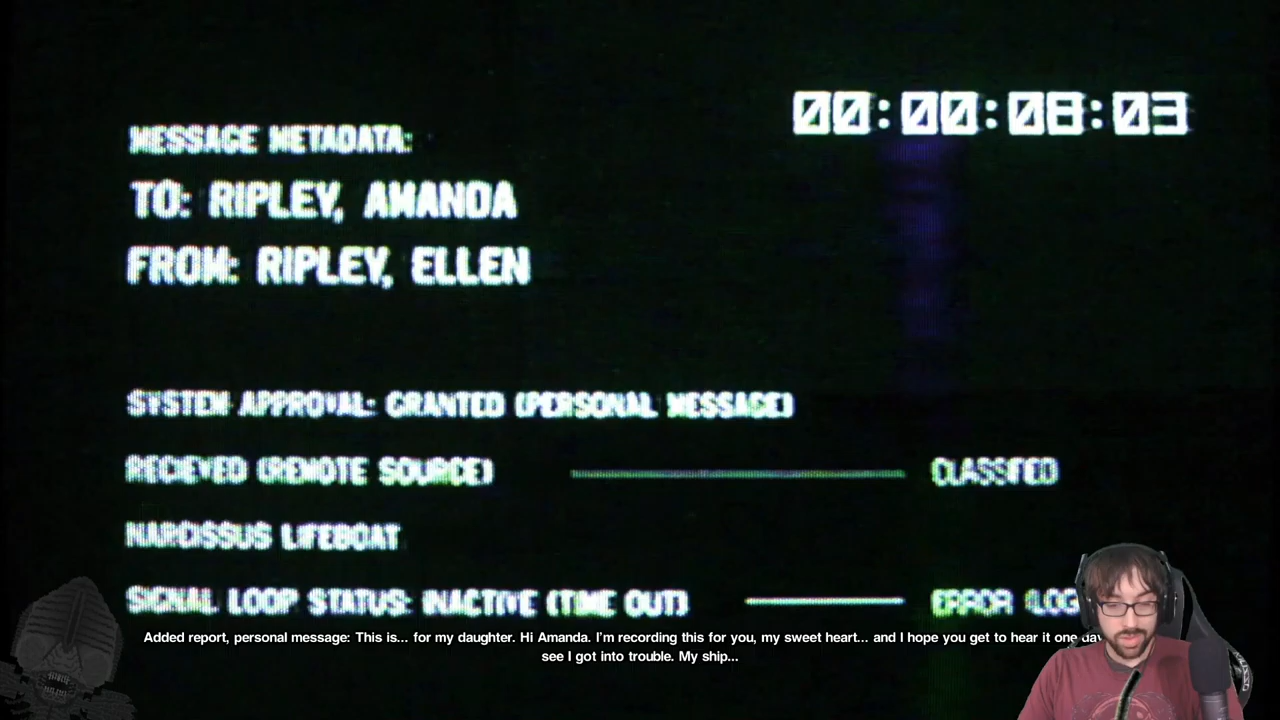 00:00:08:03
MESSAGE METADATA:
TO: RIPLEY, AMANDA
FROM: RIPLEY, ELLEN
SYSTEM APPROVAL: GRANTED (PERSONAL MESSAGE)
RECIEVED (REMOTE SOURCE) CLASSIFIED
NARCISSUS LIFEBOAT
SIGNAL LOOP STATUS: INACTIVE (TIME OUT) ERROR (LOG
Added report, personal message: This is... for my daughter. Hi Amanda. I'm recording this for you, my sweet heart... and I hope you get to hear it one day
see I got into trouble. My ship...